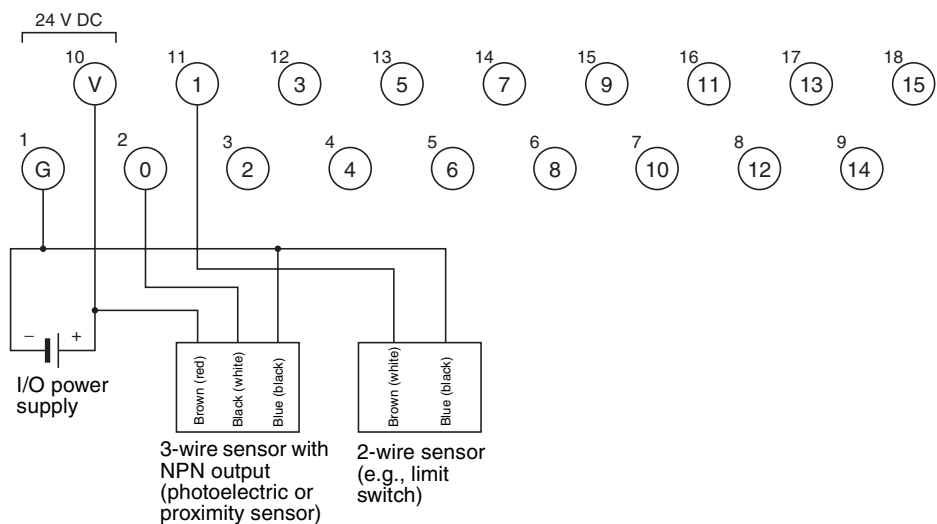 24 V DC
10 11 12 13 14 15 16 17 18
V 1 3 5 7 9 11 13 15
1 2 3 4 5 6 7 8 9
G 0 2 4 6 8 10 12 14
− +
I/O power
supply
Brown (red)
Black (white)
Blue (black)
Brown (white)
Blue (black)
3-wire sensor with
NPN output
(photoelectric or
proximity sensor)
2-wire sensor
(e.g., limit
switch)